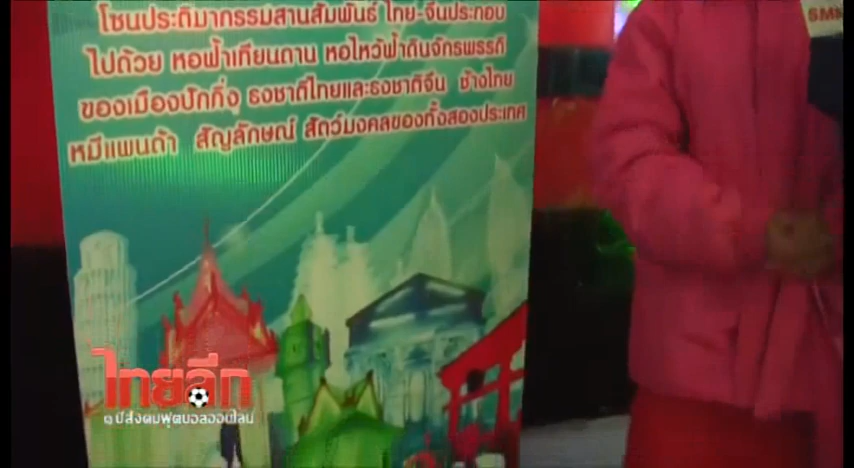 โซนประติมากรรมสานสัมพันธ์ ไทย-จีนประกอบ
ไปด้วย หอฟ้าเทียนถาน หอไหว้ฟ้าดินจักรพรรดิ
ของเมืองปักกิ่ง ธงชาติไทยและธงชาติจีน ช้างไทย
หมีแพนด้า สัญลักษณ์ สัตว์มงคลของทั้งสองประเทศ
SMM
ไทยลีก